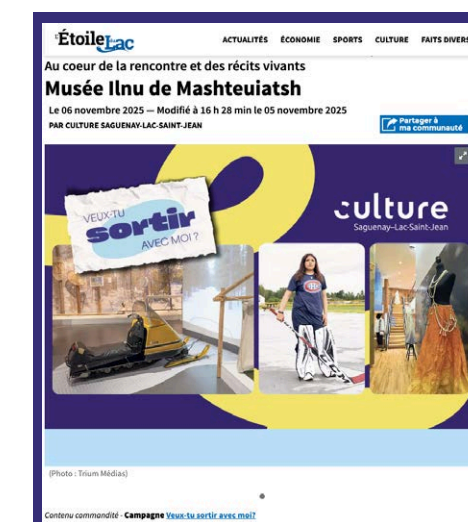 L'Étoile du Lac
ACTUALITÉS ÉCONOMIE SPORTS CULTURE FAITS DIVERS
Au coeur de la rencontre et des récits vivants
Musée Ilnu de Mashteuiatsh
Le 06 novembre 2025 — Modifié à 16 h 28 min le 05 novembre 2025
PAR CULTURE SAGUENAY-LAC-SAINT-JEAN
Partager à
ma communauté
VEUX-TU
sortir
AVEC MOI ?
culture
Saguenay–Lac-Saint-Jean
(Photo : Trium Médias)
Contenu commandité - Campagne Veux-tu sortir avec moi?